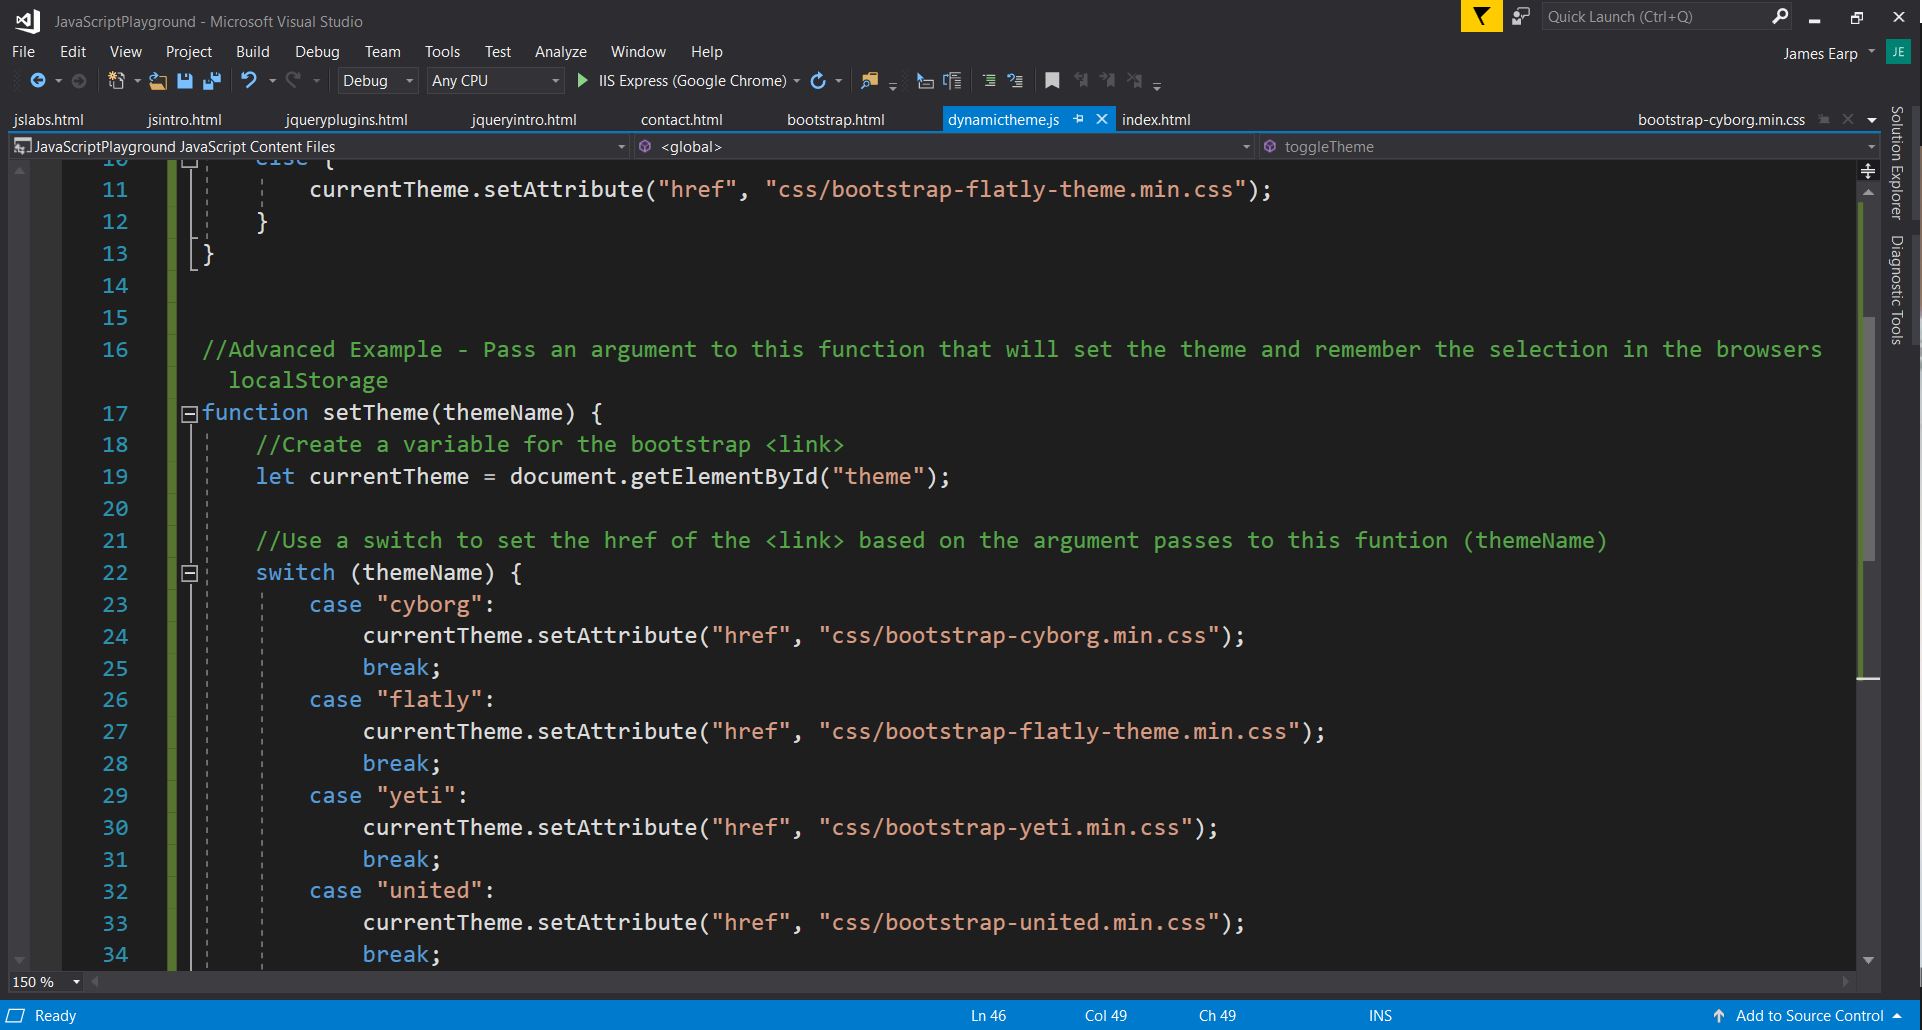 JavaScriptPlayground - Microsoft Visual Studio
Quick Launch (Ctrl+Q)
File Edit View Project Build Debug Team Tools Test Analyze Window Help
James Earp JE
Debug Any CPU IIS Express (Google Chrome)
jslabs.html jsintro.html jqueryplugins.html jqueryintro.html contact.html bootstrap.html dynamictheme.js index.html bootstrap-cyborg.min.css
JavaScriptPlayground JavaScript Content Files <global> toggleTheme
Solution Explorer
Diagnostic Tools
10 else {
11 currentTheme.setAttribute("href", "css/bootstrap-flatly-theme.min.css");
12 }
13 }
14
15
16 //Advanced Example - Pass an argument to this function that will set the theme and remember the selection in the browsers
localStorage
17 function setTheme(themeName) {
18 //Create a variable for the bootstrap <link>
19 let currentTheme = document.getElementById("theme");
20
21 //Use a switch to set the href of the <link> based on the argument passes to this funtion (themeName)
22 switch (themeName) {
23 case "cyborg":
24 currentTheme.setAttribute("href", "css/bootstrap-cyborg.min.css");
25 break;
26 case "flatly":
27 currentTheme.setAttribute("href", "css/bootstrap-flatly-theme.min.css");
28 break;
29 case "yeti":
30 currentTheme.setAttribute("href", "css/bootstrap-yeti.min.css");
31 break;
32 case "united":
33 currentTheme.setAttribute("href", "css/bootstrap-united.min.css");
34 break;
150 %
Ready Ln 46 Col 49 Ch 49 INS Add to Source Control